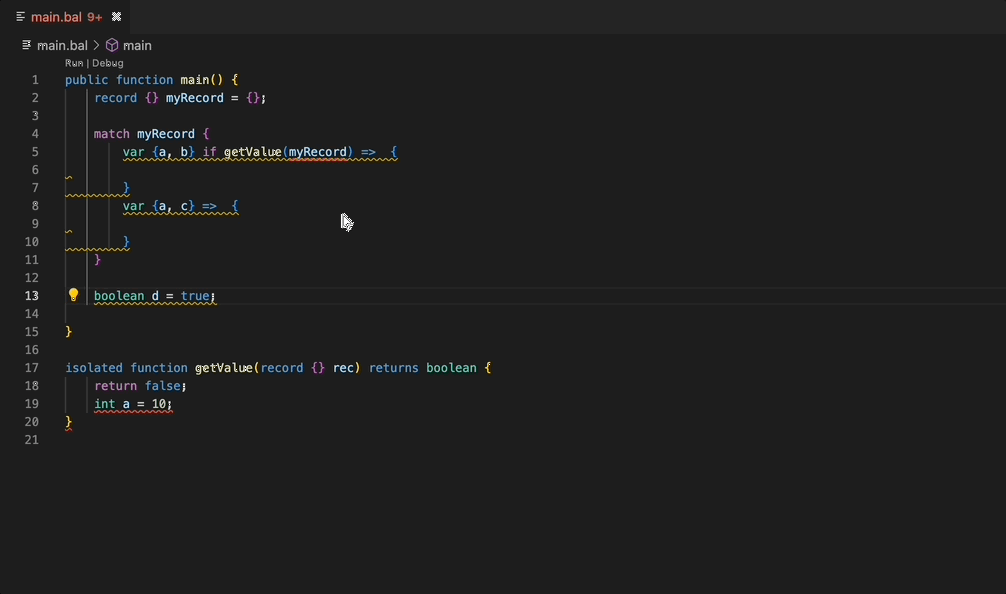 main.bal 9+
main.bal > main
Run | Debug
1 public function main() {
2 record {} myRecord = {};
3
4 match myRecord {
5 var {a, b} if getValue(myRecord) => {
6
7 }
8 var {a, c} => {
9
10 }
11 }
12
13 boolean d = true;
14
15 }
16
17 isolated function getValue(record {} rec) returns boolean {
18 return false;
19 int a = 10;
20 }
21